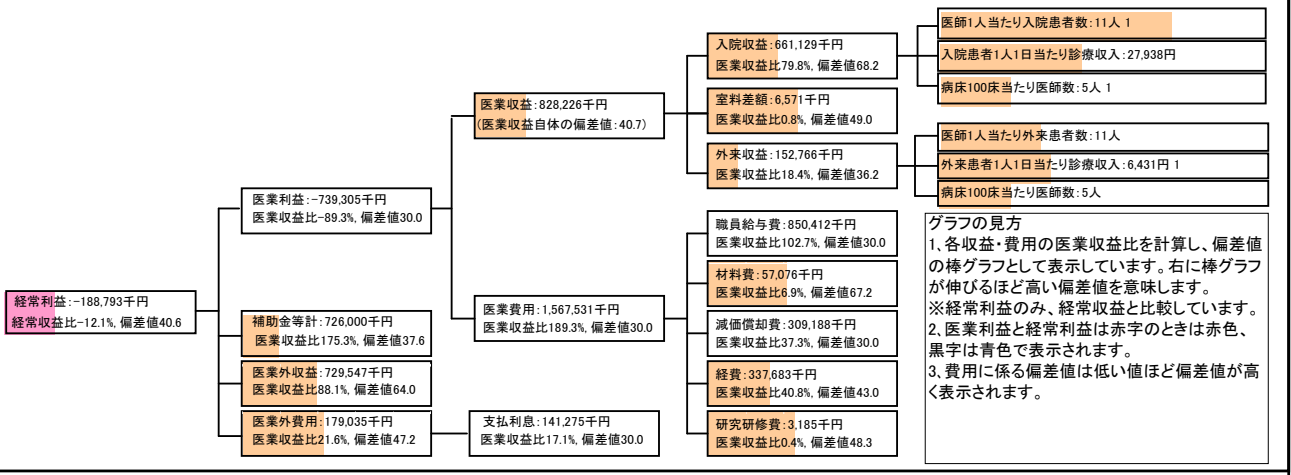 経常利益:-188,793千円
経常収益比-12.1%, 偏差値40.6
医業利益:-739,305千円
医業収益比-89.3%, 偏差値30.0
補助金等計:726,000千円
医業収益比175.3%, 偏差値37.6
医業外収益:729,547千円
医業収益比88.1%, 偏差値64.0
医業外費用:179,035千円
医業収益比21.6%, 偏差値47.2
医業収益:828,226千円
(医業収益自体の偏差値:40.7)
医業費用:1,567,531千円
医業収益比189.3%, 偏差値30.0
支払利息:141,275千円
医業収益比17.1%, 偏差値30.0
入院収益:661,129千円
医業収益比79.8%, 偏差値68.2
室料差額:6,571千円
医業収益比0.8%, 偏差値49.0
外来収益:152,766千円
医業収益比18.4%, 偏差値36.2
職員給与費:850,412千円
医業収益比102.7%, 偏差値30.0
材料費:57,076千円
医業収益比6.9%, 偏差値67.2
減価償却費:309,188千円
医業収益比37.3%, 偏差値30.0
経費:337,683千円
医業収益比40.8%, 偏差値43.0
研究研修費:3,185千円
医業収益比0.4%, 偏差値48.3
医師1人当たり入院患者数:11人 1
入院患者1人1日当たり診療収入:27,938円
病床100床当たり医師数:5人 1
医師1人当たり外来患者数:11人
外来患者1人1日当たり診療収入:6,431円 1
病床100床当たり医師数:5人
グラフの見方
1、各収益・費用の医業収益比を計算し、偏差値
の棒グラフとして表示しています。右に棒グラフ
が伸びるほど高い偏差値を意味します。
※経常利益のみ、経常収益と比較しています。
2、医業利益と経常利益は赤字のときは赤色、
黒字は青色で表示されます。
3、費用に係る偏差値は低い値ほど偏差値が高
く表示されます。